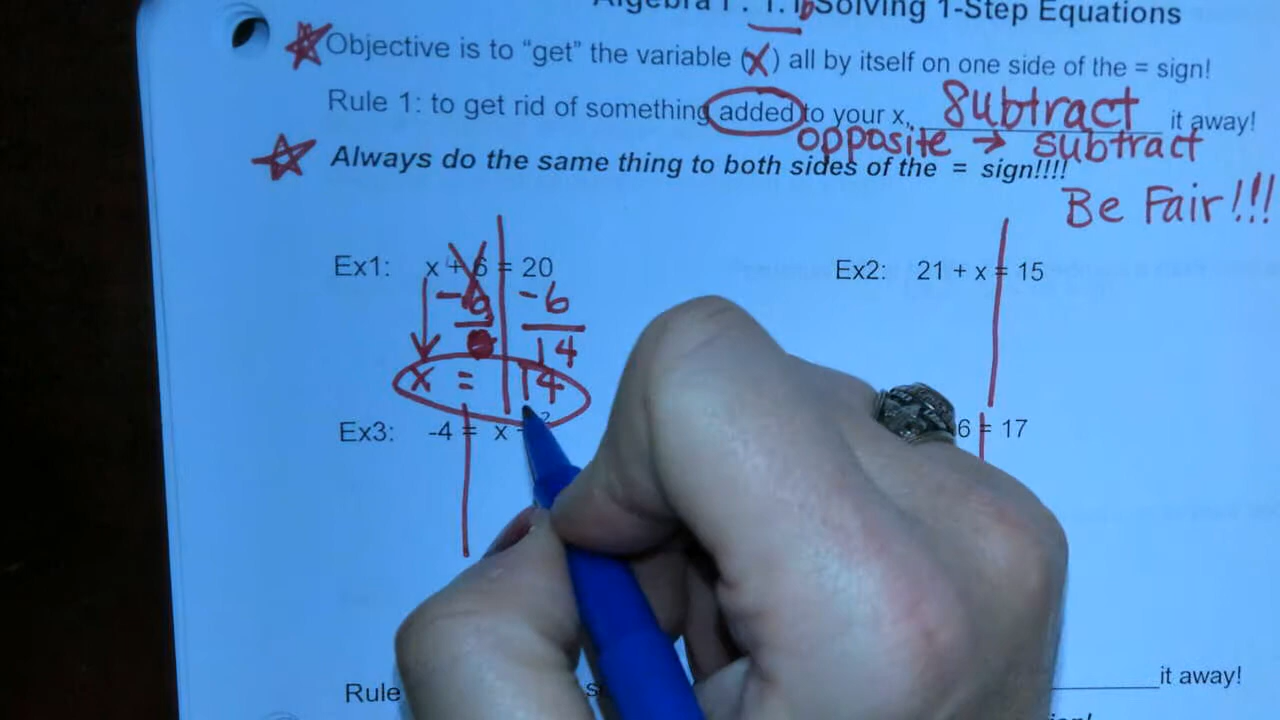 Solving 1-Step Equations
Objective is to “get” the variable (x) all by itself on one side of the = sign!
Rule 1: to get rid of something added to your x, subtract it away!
opposite → subtract
Always do the same thing to both sides of the = sign!!!!
Be Fair!!!
Ex1: x + 6 = 20
-6 -6
14
x = 14
Ex2: 21 + x = 15
Ex3: -4 = x
6 = 17
Rule
it away!